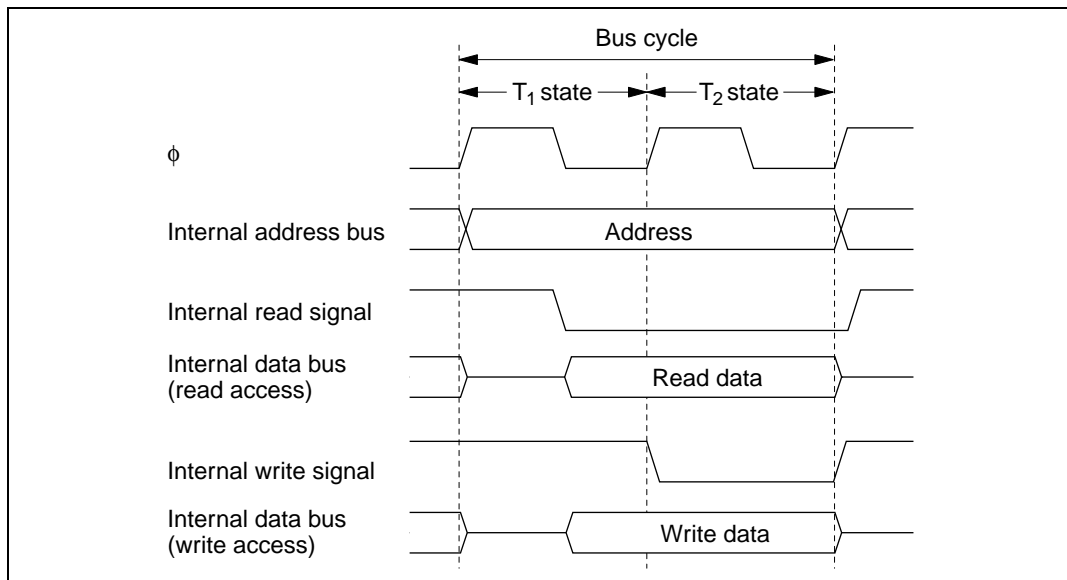 Bus cycle
T₁ state
T₂ state
ϕ
Internal address bus
Address
Internal read signal
Internal data bus
(read access)
Read data
Internal write signal
Internal data bus
(write access)
Write data